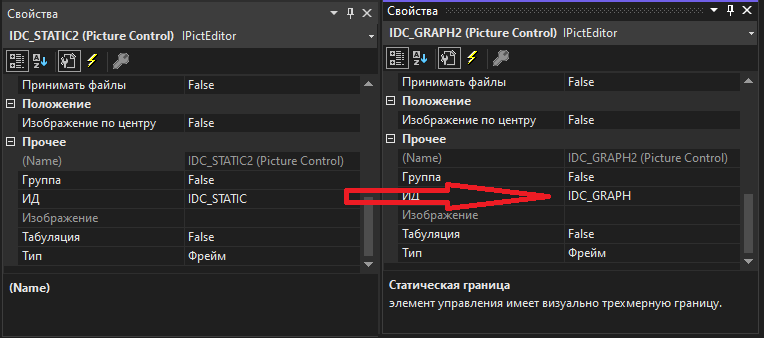 Свойства
IDC_STATIC2 (Picture Control) IPictEditor
Принимать файлы False
Положение
Изображение по центру False
Прочее
(Name) IDC_STATIC2 (Picture Control)
Группа False
ИД IDC_STATIC
Изображение
Табуляция False
Тип Фрейм
(Name)
Свойства
IDC_GRAPH2 (Picture Control) IPictEditor
Принимать файлы False
Положение
Изображение по центру False
Прочее
(Name) IDC_GRAPH2 (Picture Control)
Группа False
ИД IDC_GRAPH
Изображение
Табуляция False
Тип Фрейм
Статическая граница
элемент управления имеет визуально трехмерную границу.